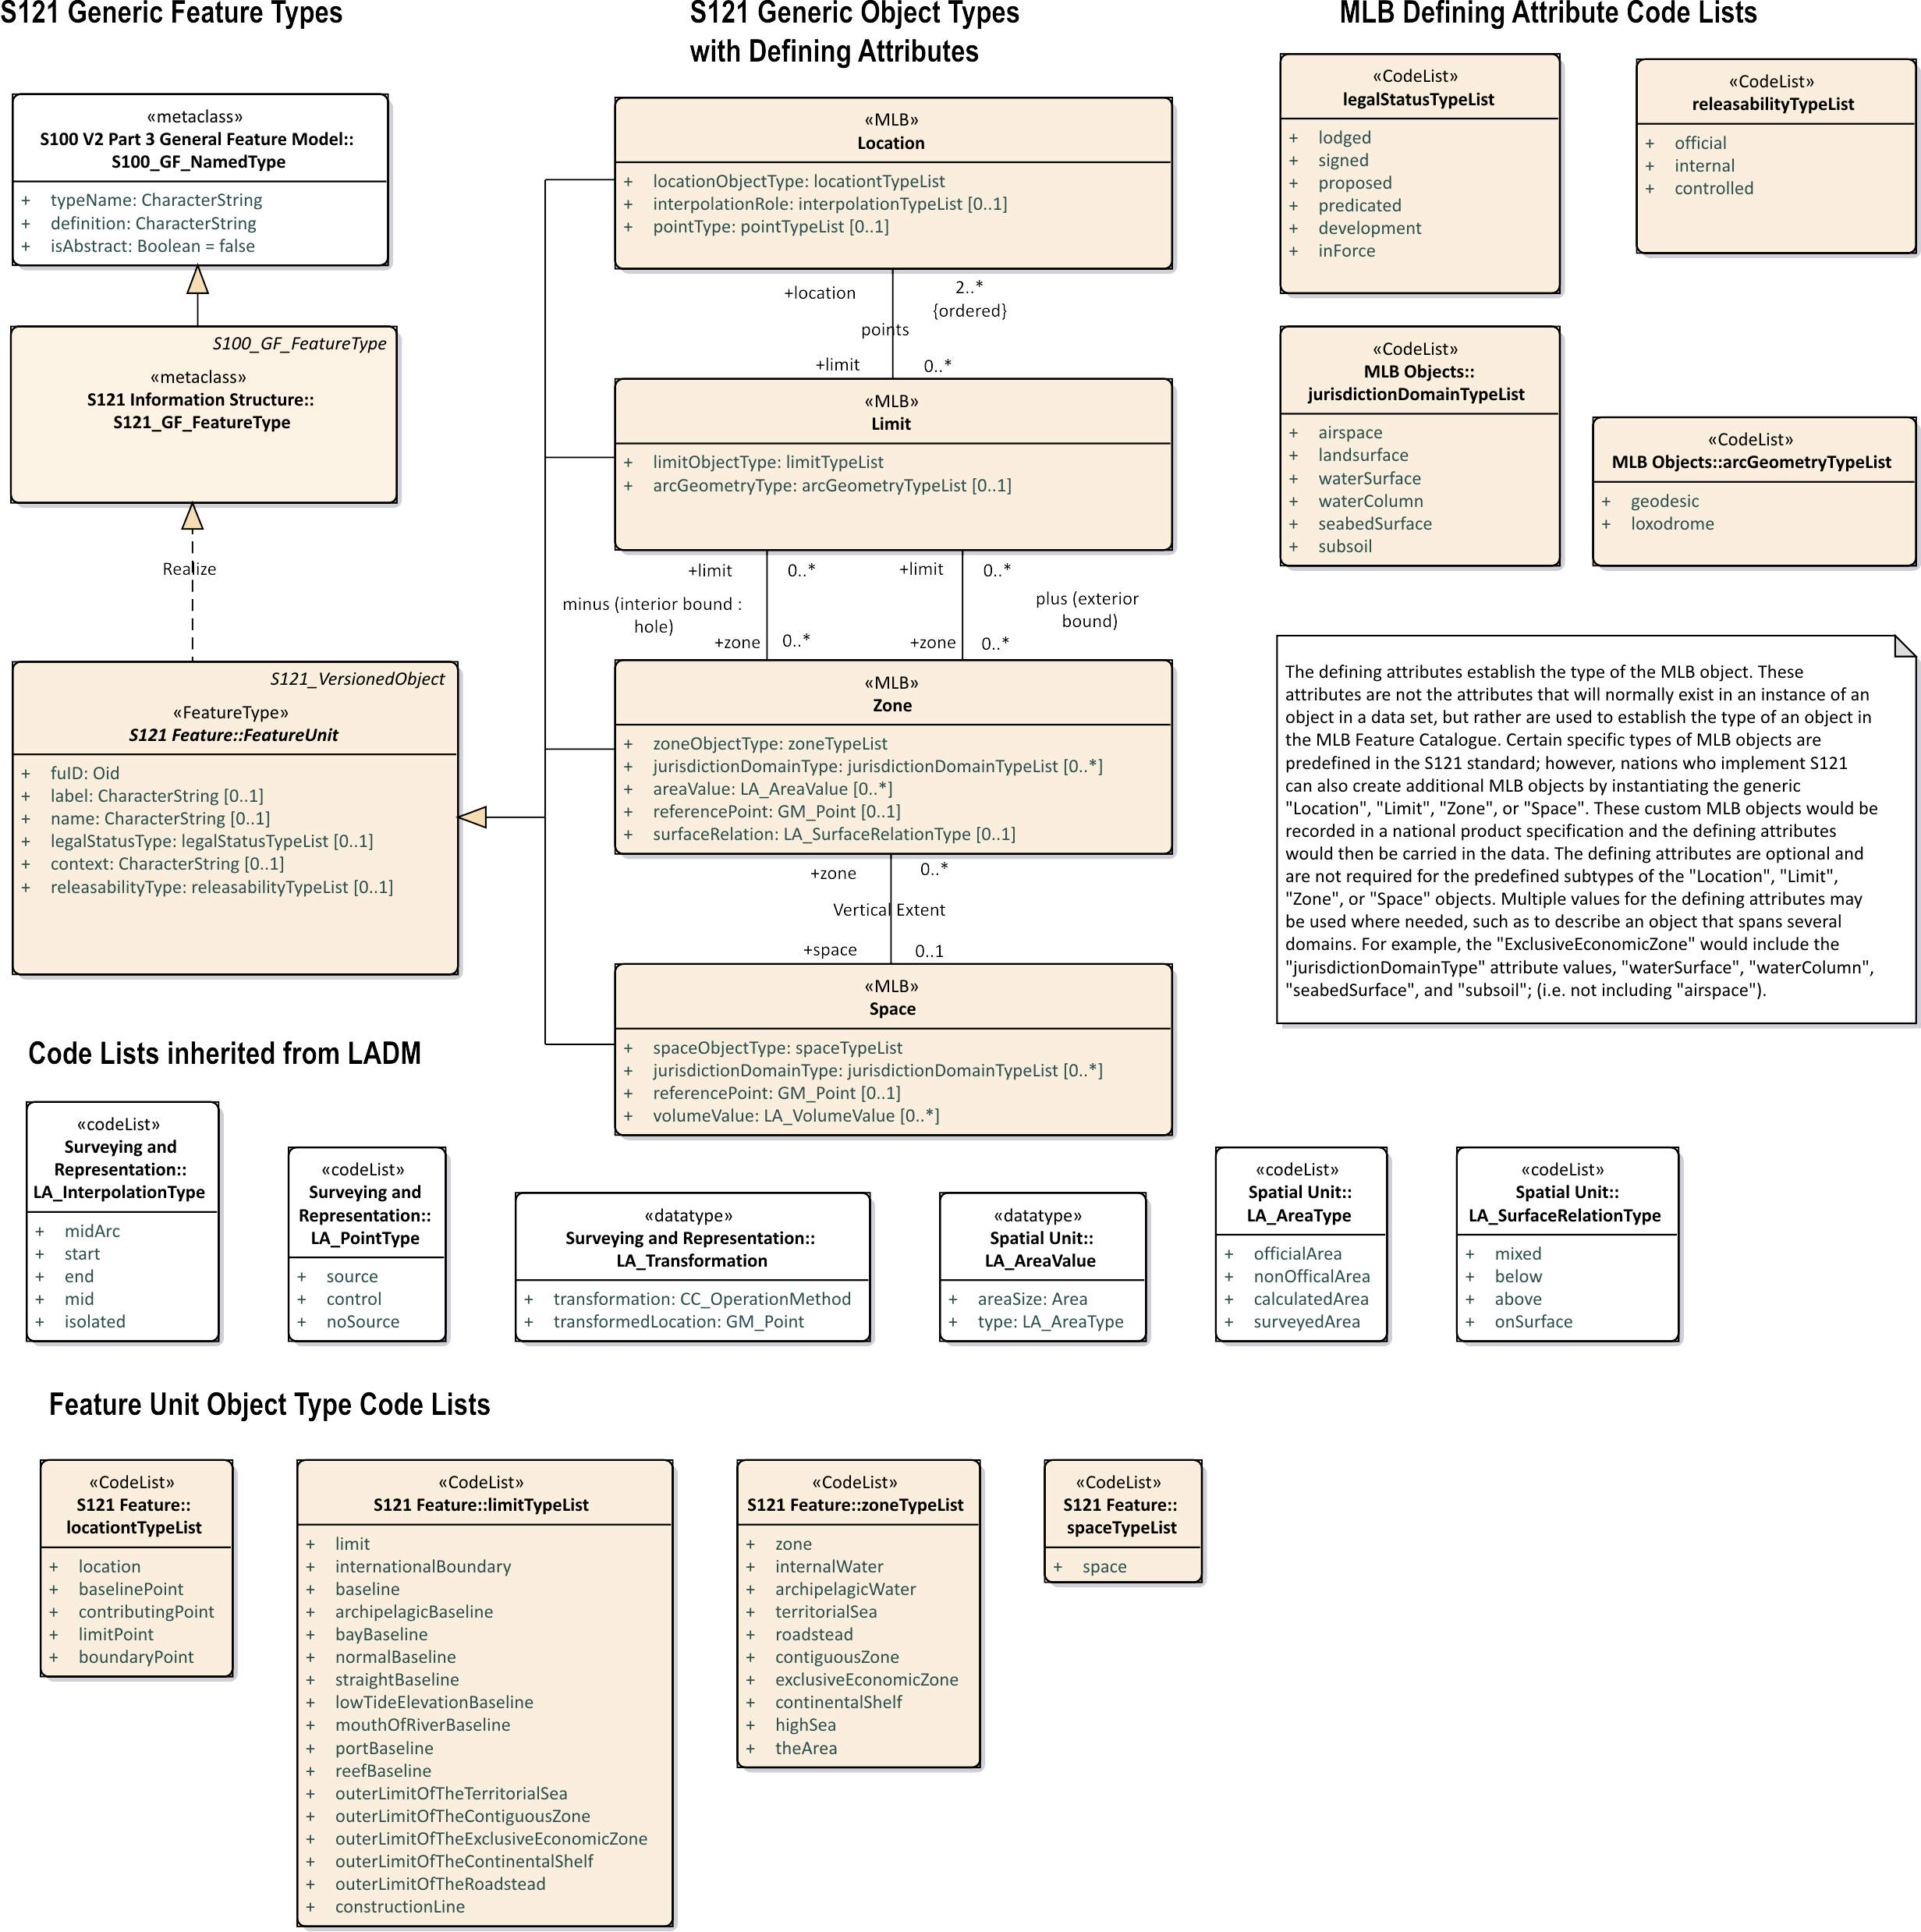 S121 Generic Feature Types
«metaclass»
S100 V2 Part 3 General Feature Model::
S100_GF_NamedType
+ typeName: CharacterString
+ definition: CharacterString
+ isAbstract: Boolean = false
S100_GF_FeatureType
«metaclass»
S121 Information Structure::
S121_GF_FeatureType
Realize
S121_VersionedObject
«FeatureType»
S121 Feature::FeatureUnit
+ fuID: Oid
+ label: CharacterString [0..1]
+ name: CharacterString [0..1]
+ legalStatusType: legalStatusTypeList [0..1]
+ context: CharacterString [0..1]
+ releasabilityType: releasabilityTypeList [0..1]
S121 Generic Object Types
with Defining Attributes
«MLB»
Location
+ locationObjectType: locationtTypeList
+ interpolationRole: interpolationTypeList [0..1]
+ pointType: pointTypeList [0..1]
+location 2..*
{ordered}
points
+limit 0..*
«MLB»
Limit
+ limitObjectType: limitTypeList
+ arcGeometryType: arcGeometryTypeList [0..1]
+limit 0..* +limit 0..*
minus (interior bound :
hole)
plus (exterior
bound)
+zone 0..* +zone 0..*
«MLB»
Zone
+ zoneObjectType: zoneTypeList
+ jurisdictionDomainType: jurisdictionDomainTypeList [0..*]
+ areaValue: LA_AreaValue [0..*]
+ referencePoint: GM_Point [0..1]
+ surfaceRelation: LA_SurfaceRelationType [0..1]
+zone 0..*
Vertical Extent
+space 0..1
«MLB»
Space
+ spaceObjectType: spaceTypeList
+ jurisdictionDomainType: jurisdictionDomainTypeList [0..*]
+ referencePoint: GM_Point [0..1]
+ volumeValue: LA_VolumeValue [0..*]
MLB Defining Attribute Code Lists
«CodeList»
legalStatusTypeList
+ lodged
+ signed
+ proposed
+ predicated
+ development
+ inForce
«CodeList»
releasabilityTypeList
+ official
+ internal
+ controlled
«CodeList»
MLB Objects::
jurisdictionDomainTypeList
+ airspace
+ landsurface
+ waterSurface
+ waterColumn
+ seabedSurface
+ subsoil
«CodeList»
MLB Objects::arcGeometryTypeList
+ geodesic
+ loxodrome
The defining attributes establish the type of the MLB object. These
attributes are not the attributes that will normally exist in an instance of an
object in a data set, but rather are used to establish the type of an object in
the MLB Feature Catalogue. Certain specific types of MLB objects are
predefined in the S121 standard; however, nations who implement S121
can also create additional MLB objects by instantiating the generic
"Location", "Limit", "Zone", or "Space". These custom MLB objects would be
recorded in a national product specification and the defining attributes
would then be carried in the data. The defining attributes are optional and
are not required for the predefined subtypes of the "Location", "Limit",
"Zone", or "Space" objects. Multiple values for the defining attributes may
be used where needed, such as to describe an object that spans several
domains. For example, the "ExclusiveEconomicZone" would include the
"jurisdictionDomainType" attribute values, "waterSurface", "waterColumn",
"seabedSurface", and "subsoil"; (i.e. not including "airspace").
Code Lists inherited from LADM
«codeList»
Surveying and
Representation::
LA_InterpolationType
+ midArc
+ start
+ end
+ mid
+ isolated
«codeList»
Surveying and
Representation::
LA_PointType
+ source
+ control
+ noSource
«datatype»
Surveying and Representation::
LA_Transformation
+ transformation: CC_OperationMethod
+ transformedLocation: GM_Point
«datatype»
Spatial Unit::
LA_AreaValue
+ areaSize: Area
+ type: LA_AreaType
«codeList»
Spatial Unit::
LA_AreaType
+ officialArea
+ nonOfficalArea
+ calculatedArea
+ surveyedArea
«codeList»
Spatial Unit::
LA_SurfaceRelationType
+ mixed
+ below
+ above
+ onSurface
Feature Unit Object Type Code Lists
«CodeList»
S121 Feature::
locationtTypeList
+ location
+ baselinePoint
+ contributingPoint
+ limitPoint
+ boundaryPoint
«CodeList»
S121 Feature::limitTypeList
+ limit
+ internationalBoundary
+ baseline
+ archipelagicBaseline
+ bayBaseline
+ normalBaseline
+ straightBaseline
+ lowTideElevationBaseline
+ mouthOfRiverBaseline
+ portBaseline
+ reefBaseline
+ outerLimitOfTheTerritorialSea
+ outerLimitOfTheContiguousZone
+ outerLimitOfTheExclusiveEconomicZone
+ outerLimitOfTheContinentalShelf
+ outerLimitOfTheRoadstead
+ constructionLine
«CodeList»
S121 Feature::zoneTypeList
+ zone
+ internalWater
+ archipelagicWater
+ territorialSea
+ roadstead
+ contiguousZone
+ exclusiveEconomicZone
+ continentalShelf
+ highSea
+ theArea
«CodeList»
S121 Feature::
spaceTypeList
+ space